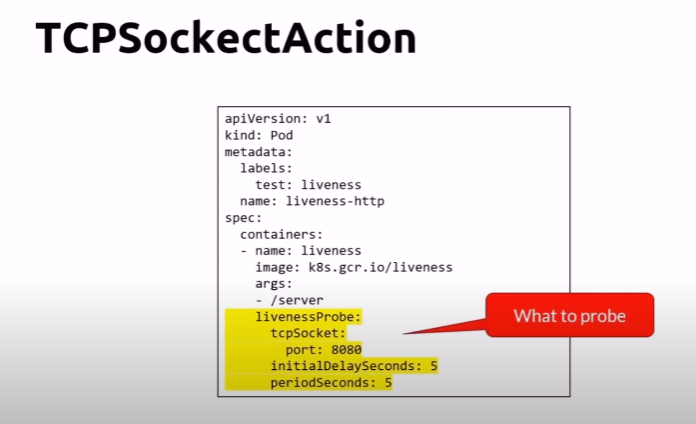 TCPSockectAction
apiVersion: v1
kind: Pod
metadata:
  labels:
    test: liveness
  name: liveness-http
spec:
  containers:
  - name: liveness
    image: k8s.gcr.io/liveness
    args:
    - /server
    livenessProbe:
      tcpSocket:
        port: 8080
      initialDelaySeconds: 5
      periodSeconds: 5
What to probe